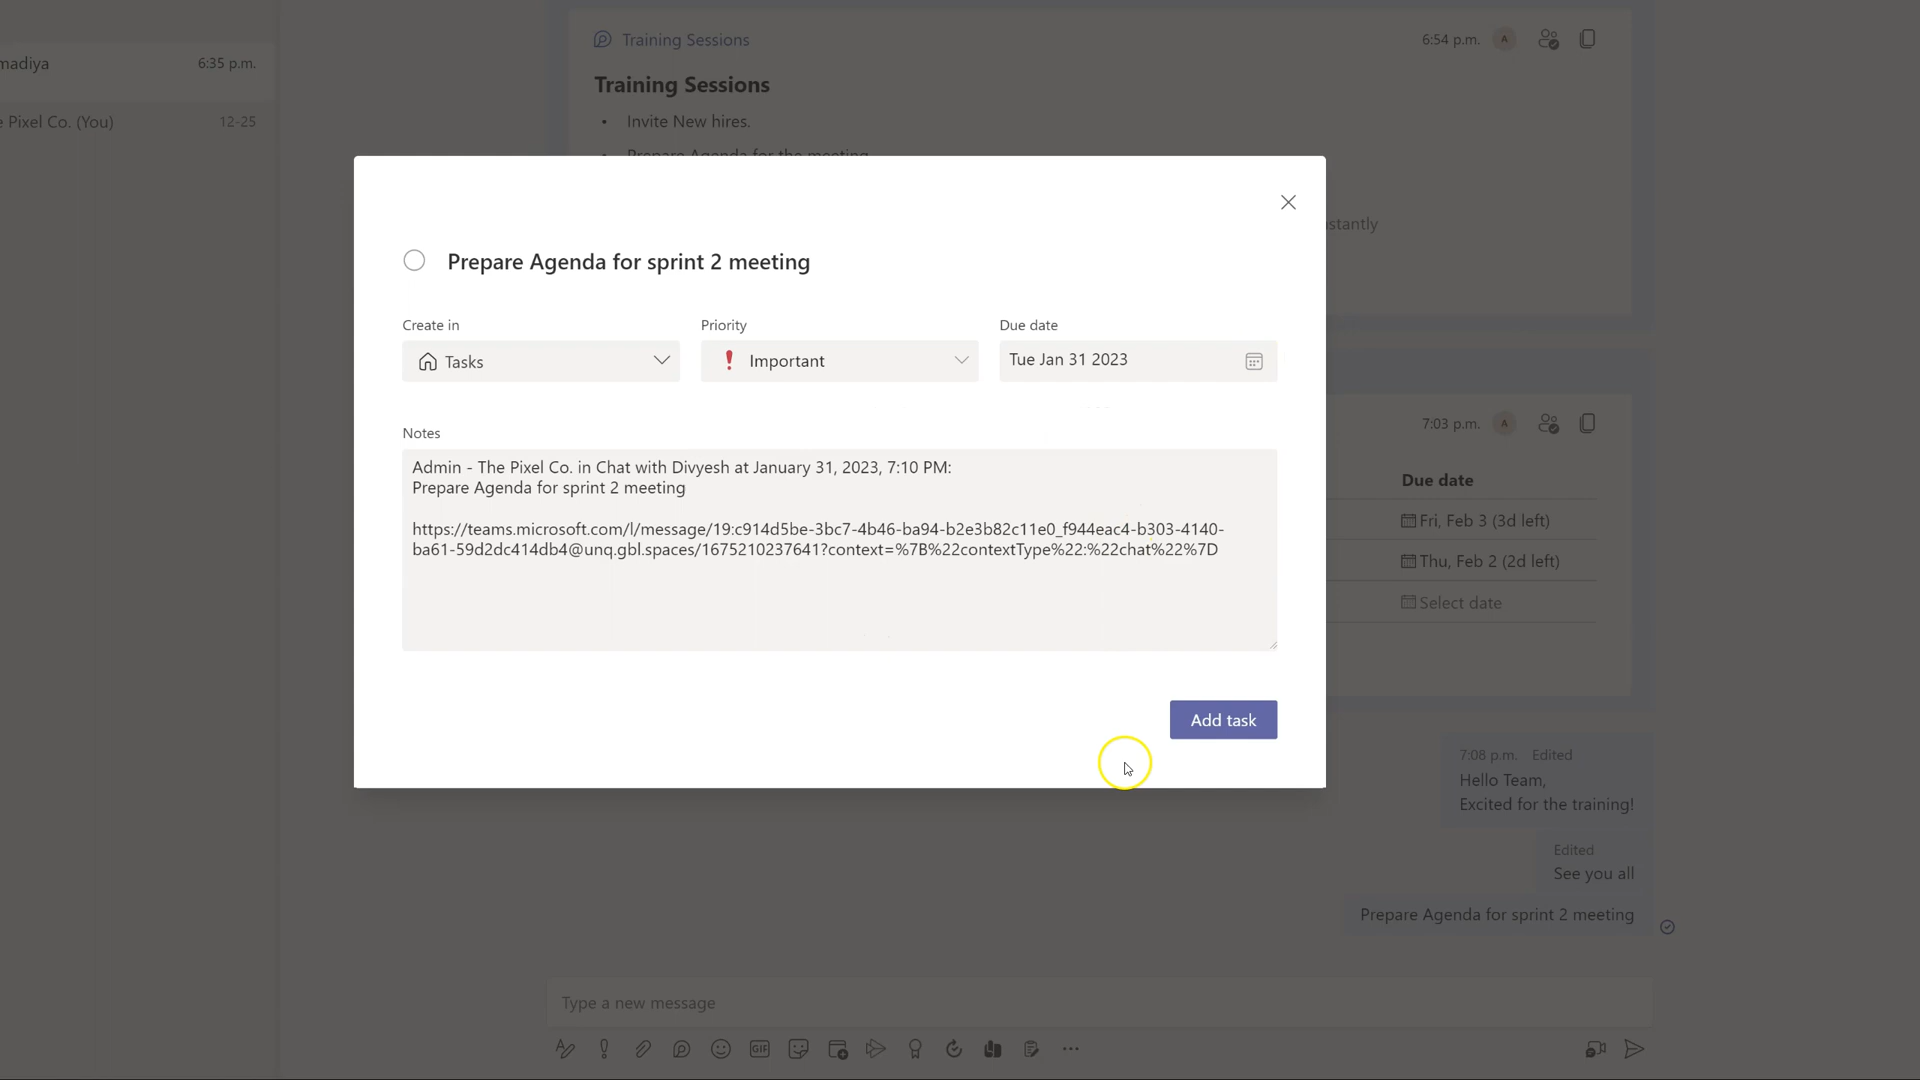 madiya 6:35 p.m.
e Pixel Co. (You) 12-25
Training Sessions 6:54 p.m. A
Training Sessions
• Invite New hires.
• Prepare Agenda for the meeting
stantly
Prepare Agenda for sprint 2 meeting
Create in Priority Due date
Tasks Important Tue Jan 31 2023
Notes
Admin - The Pixel Co. in Chat with Divyesh at January 31, 2023, 7:10 PM:
Prepare Agenda for sprint 2 meeting
https://teams.microsoft.com/l/message/19:c914d5be-3bc7-4b46-ba94-b2e3b82c11e0_f944eac4-b303-4140-
ba61-59d2dc414db4@unq.gbl.spaces/1675210237641?context=%7B%22contextType%22:%22chat%22%7D
Add task
7:03 p.m. A
Due date
Fri, Feb 3 (3d left)
Thu, Feb 2 (2d left)
Select date
7:08 p.m. Edited
Hello Team,
Excited for the training!
Edited
See you all
Prepare Agenda for sprint 2 meeting
Type a new message
GIF